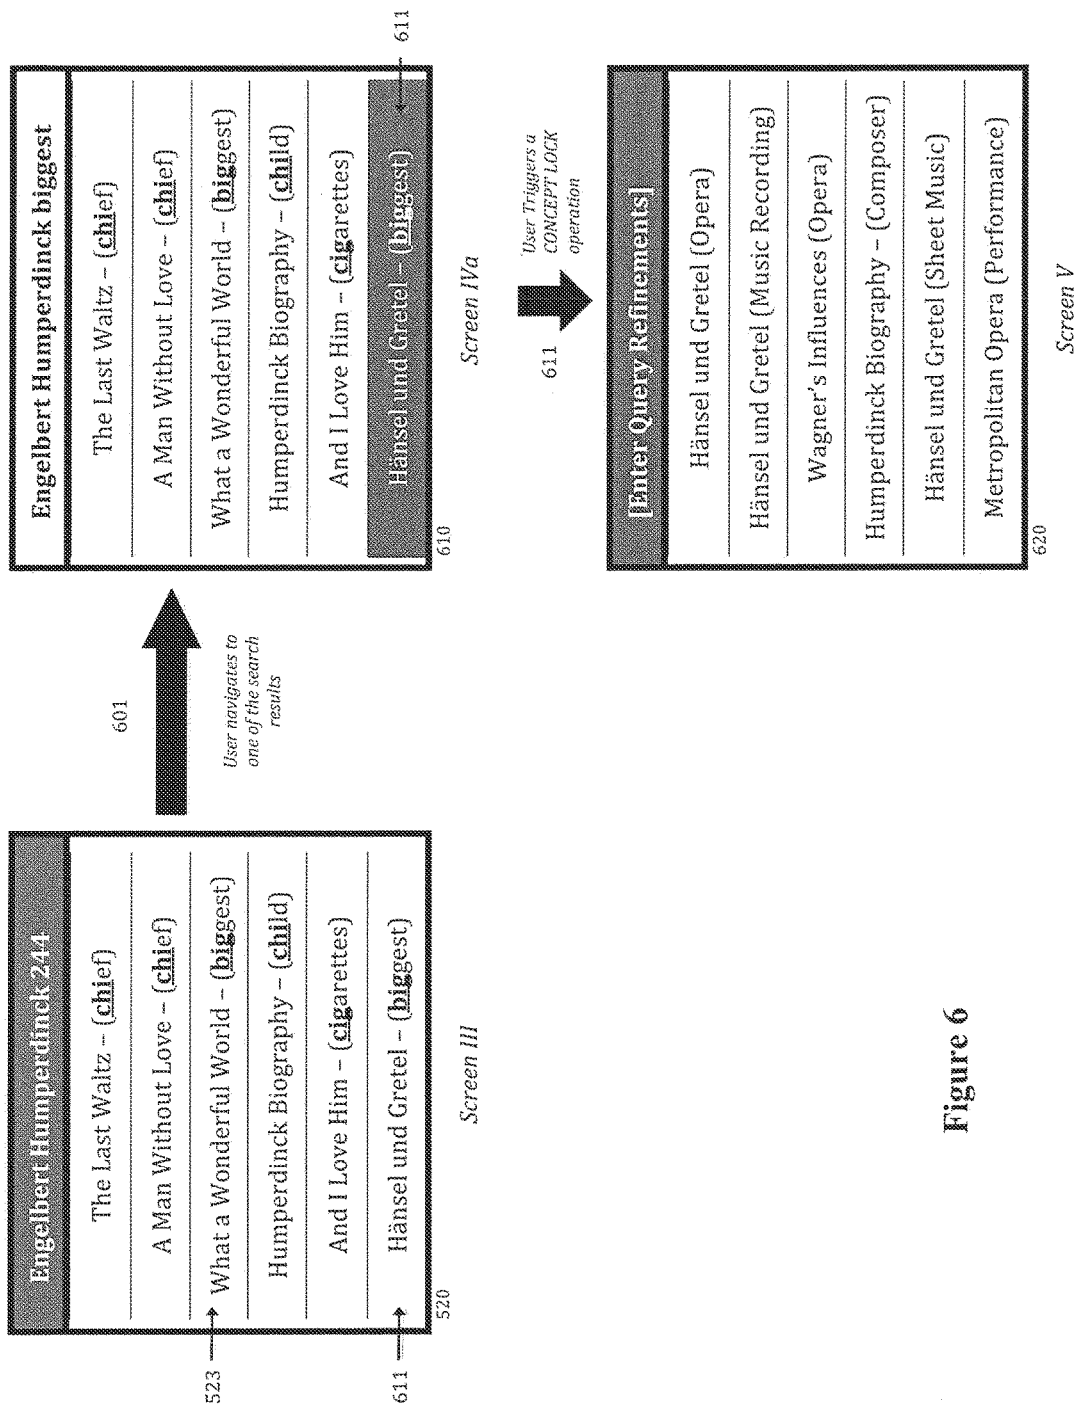 Engelbert Humperdinck 244
The Last Waltz – (chief)
A Man Without Love – (chief)
523
What a Wonderful World – (biggest)
Humperdinck Biography – (child)
And I Love Him – (cigarettes)
611
Hänsel und Gretel – (biggest)
520
Screen III
601
User navigates to
one of the search
results
Engelbert Humperdinck biggest
The Last Waltz – (chief)
A Man Without Love – (chief)
What a Wonderful World – (biggest)
Humperdinck Biography – (child)
And I Love Him – (cigarettes)
Hänsel und Gretel – (biggest)
611
610
Screen IVa
611
User Triggers a
CONCEPT LOCK
operation
[Enter Query Refinements]
Hänsel und Gretel (Opera)
Hänsel und Gretel (Music Recording)
Wagner's Influences (Opera)
Humperdinck Biography – (Composer)
Hänsel und Gretel (Sheet Music)
Metropolitan Opera (Performance)
620
Screen V
Figure 6